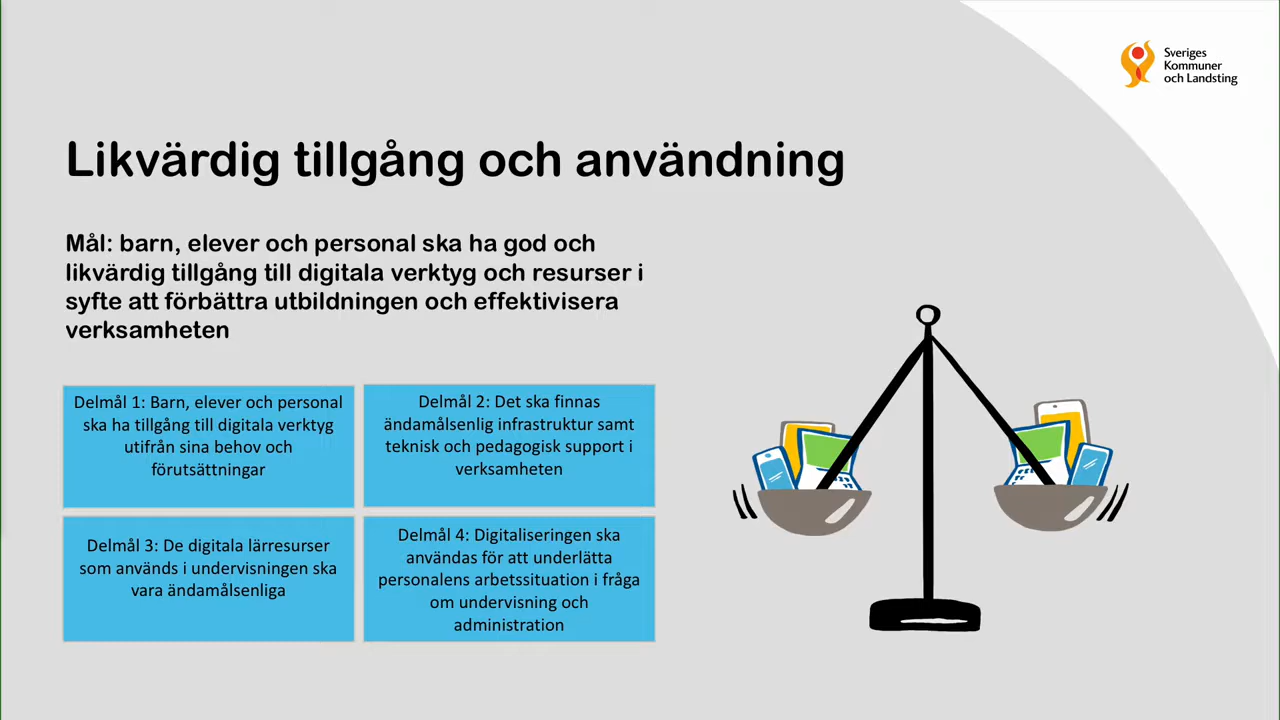 Sveriges
Kommuner
och Landsting
Likvärdig tillgång och användning
Mål: barn, elever och personal ska ha god och
likvärdig tillgång till digitala verktyg och resurser i
syfte att förbättra utbildningen och effektivisera
verksamheten
Delmål 1: Barn, elever och personal
ska ha tillgång till digitala verktyg
utifrån sina behov och
förutsättningar
Delmål 2: Det ska finnas
ändamålsenlig infrastruktur samt
teknisk och pedagogisk support i
verksamheten
Delmål 3: De digitala lärresurser
som används i undervisningen ska
vara ändamålsenliga
Delmål 4: Digitaliseringen ska
användas för att underlätta
personalens arbetssituation i fråga
om undervisning och
administration